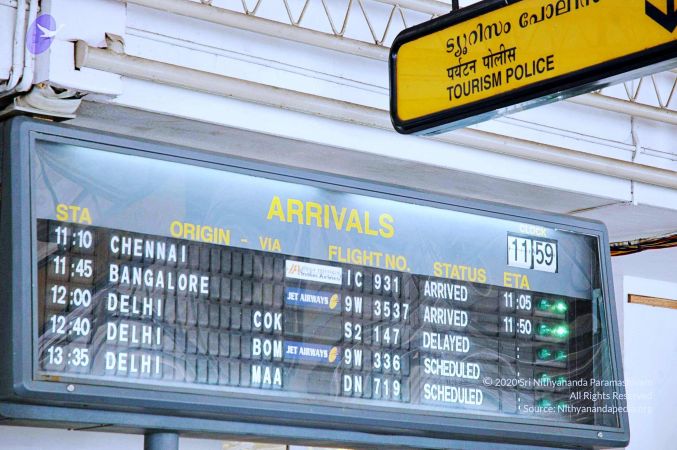 ടൂറിസം പോലീസ്
पर्यटन पोलीस
TOURISM POLICE
ARRIVALS
CLOCK
11 59
STA ORIGIN - VIA FLIGHT NO. STATUS ETA
11:10 CHENNAI IC 931 ARRIVED 11:05
11:45 BANGALORE JET AIRWAYS 9W 3537 ARRIVED 11:50
12:00 DELHI COK S2 147 DELAYED :
12:40 DELHI BOM JET AIRWAYS 9W 336 SCHEDULED :
13:35 DELHI MAA DN 719 SCHEDULED :
© 2020 Sri Nithyananda Paramashivam
All Rights Reserved
Source: Nithyanandapedia.org